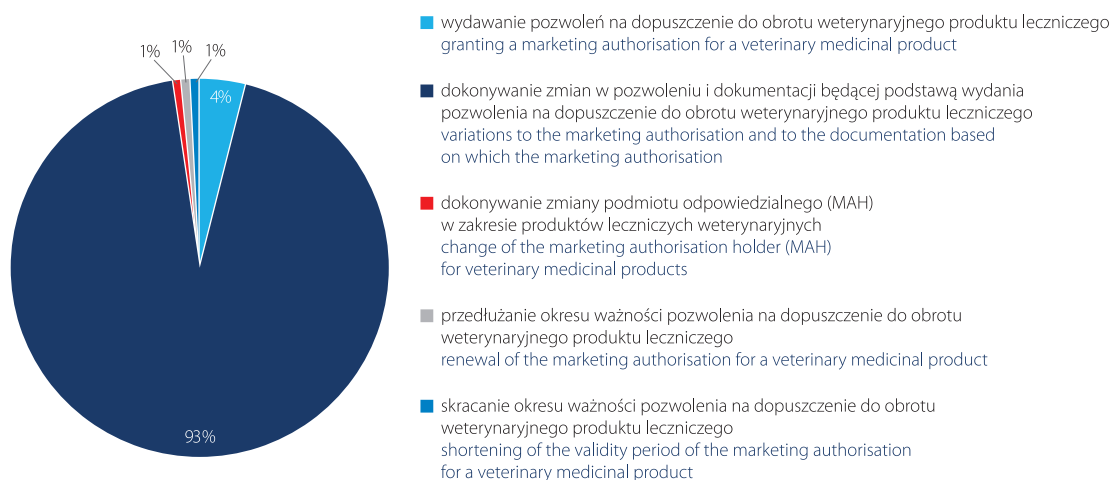 1%
1%
1%
4%
93%
wydawanie pozwoleń na dopuszczenie do obrotu weterynaryjnego produktu leczniczego
granting a marketing authorisation for a veterinary medicinal product
dokonywanie zmian w pozwoleniu i dokumentacji będącej podstawą wydania
pozwolenia na dopuszczenie do obrotu weterynaryjnego produktu leczniczego
variations to the marketing authorisation and to the documentation based
on which the marketing authorisation
dokonywanie zmiany podmiotu odpowiedzialnego (MAH)
w zakresie produktów leczniczych weterynaryjnych
change of the marketing authorisation holder (MAH)
for veterinary medicinal products
przedłużanie okresu ważności pozwolenia na dopuszczenie do obrotu
weterynaryjnego produktu leczniczego
renewal of the marketing authorisation for a veterinary medicinal product
skracanie okresu ważności pozwolenia na dopuszczenie do obrotu
weterynaryjnego produktu leczniczego
shortening of the validity period of the marketing authorisation
for a veterinary medicinal product